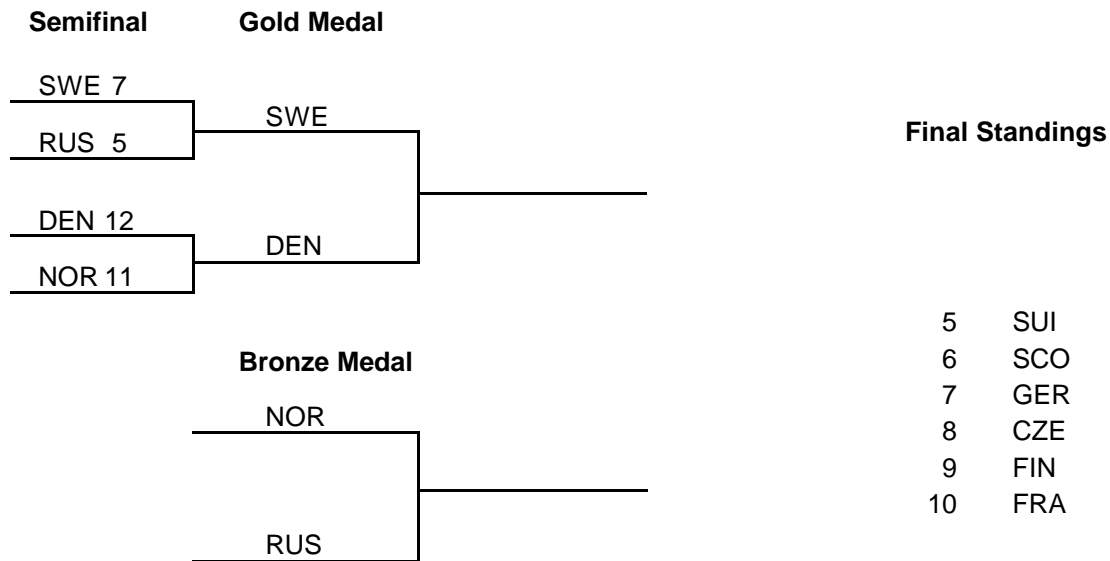 Semifinal Gold Medal
SWE 7
SWE
RUS 5
Final Standings
DEN 12
DEN
NOR 11
5 SUI
6 SCO
Bronze Medal
7 GER
NOR
8 CZE
9 FIN
10 FRA
RUS